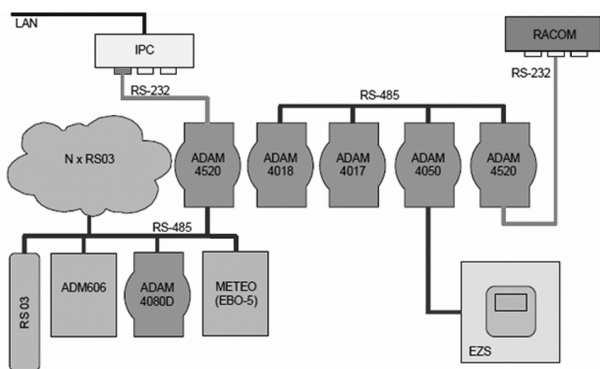 LAN
IPC
RACOM
RS-232
RS-232
RS-485
N x RS03
ADAM
4520
ADAM
4018
ADAM
4017
ADAM
4050
ADAM
4520
RS-485
RS 03
ADM606
ADAM
4080D
METEO
(EBO-5)
EZS